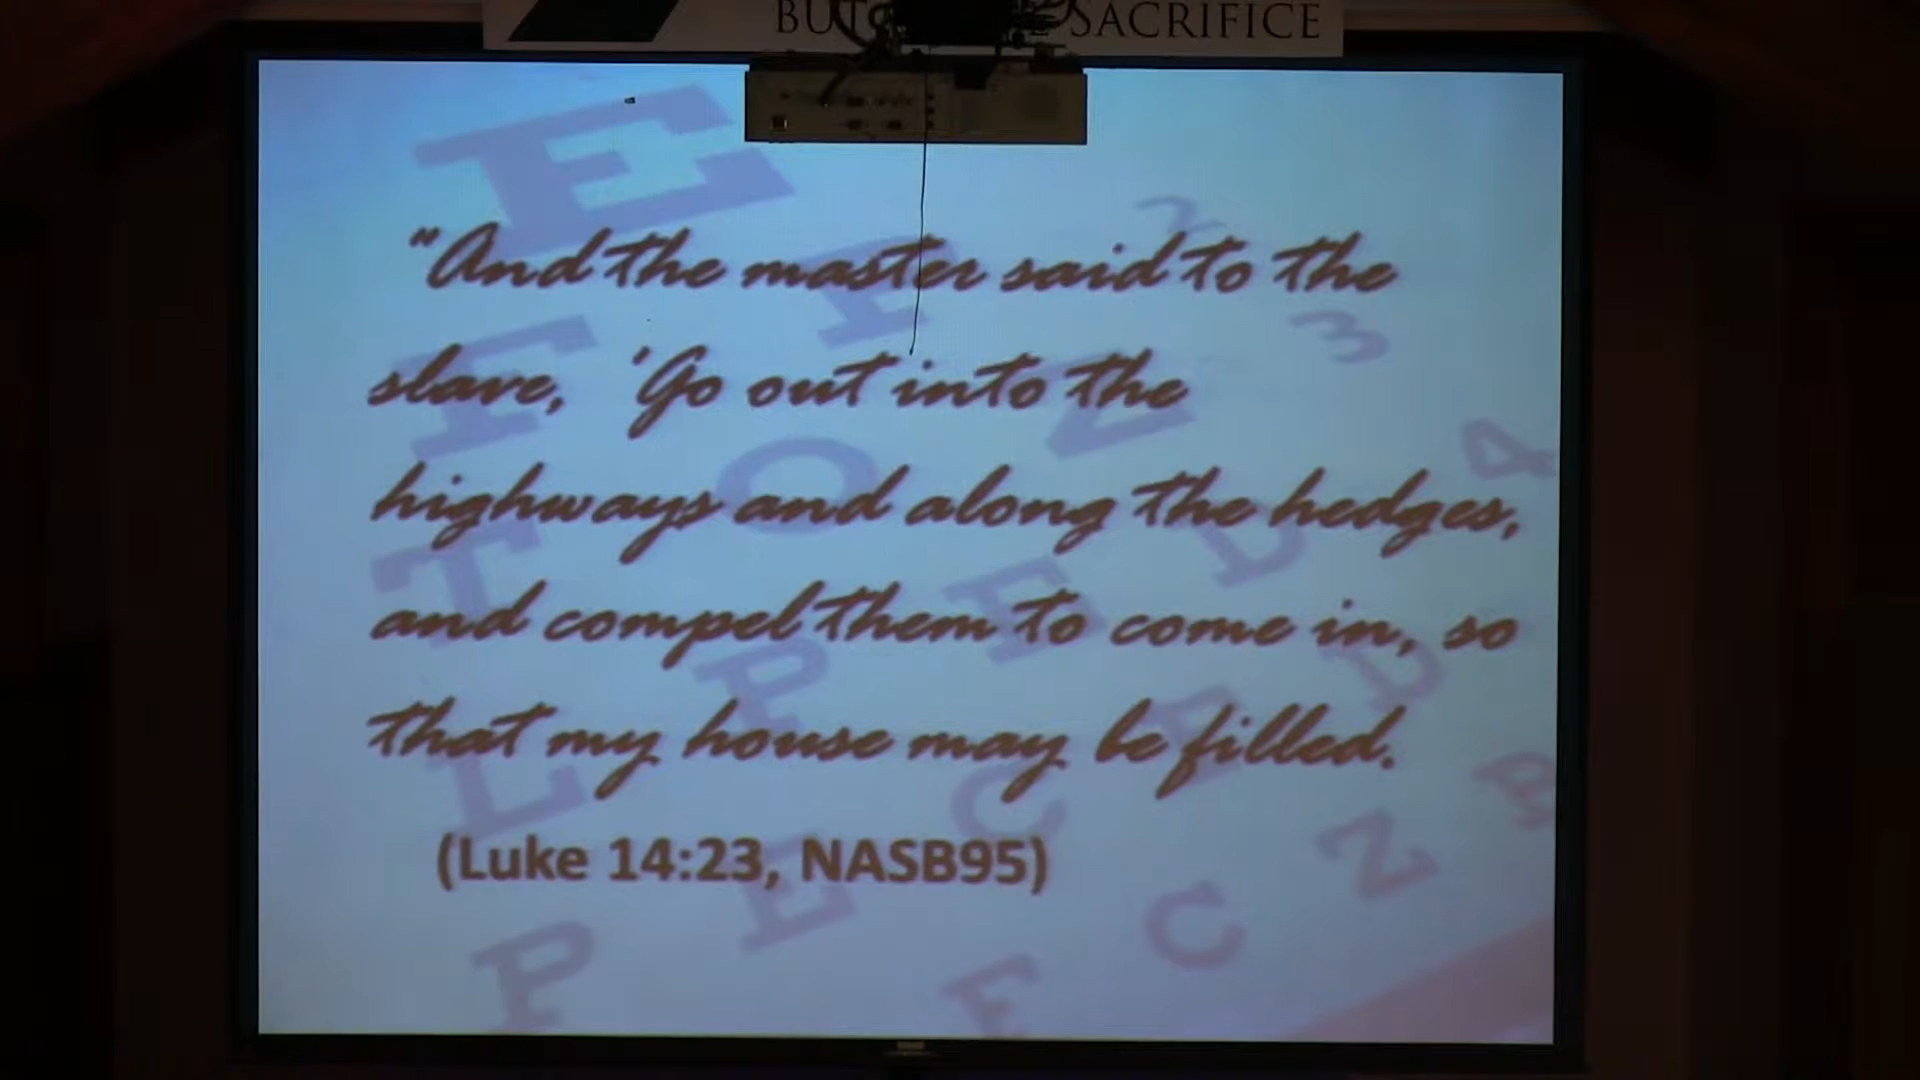 BUT SACRIFICE
“And the master said to the
slave, ‘Go out into the
highways and along the hedges,
and compel them to come in, so
that my house may be filled.
(Luke 14:23, NASB95)